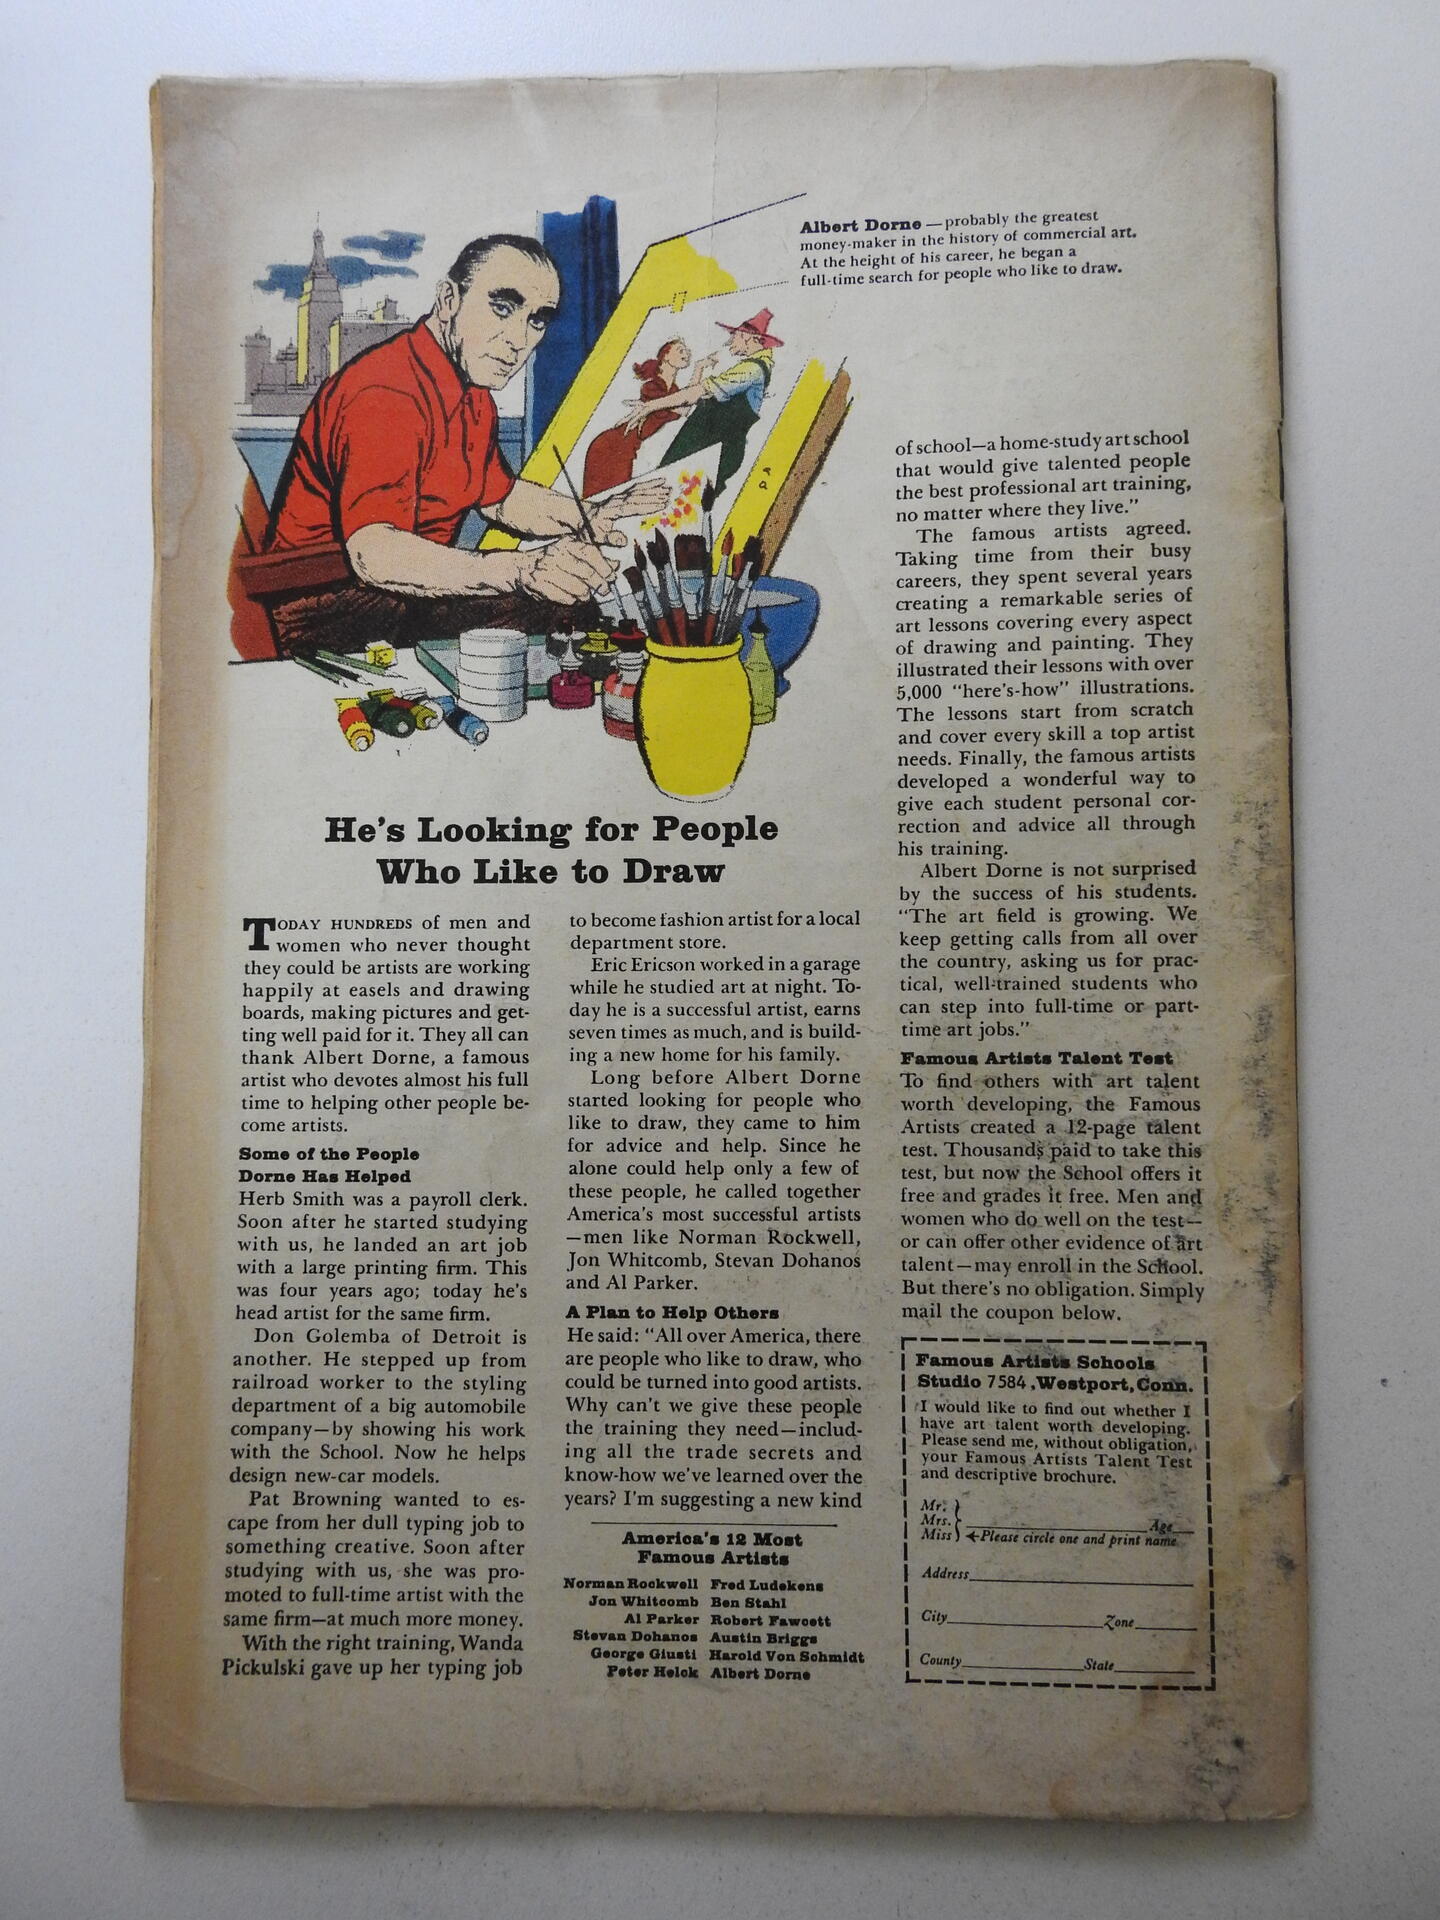 Albert Dorne — probably the greatest
money-maker in the history of commercial art.
At the height of his career, he began a
full-time search for people who like to draw.
He's Looking for People
Who Like to Draw
TODAY HUNDREDS of men and
women who never thought
they could be artists are working
happily at easels and drawing
boards, making pictures and get-
ting well paid for it. They all can
thank Albert Dorne, a famous
artist who devotes almost his full
time to helping other people be-
come artists.
Some of the People
Dorne Has Helped
Herb Smith was a payroll clerk.
Soon after he started studying
with us, he landed an art job
with a large printing firm. This
was four years ago; today he's
head artist for the same firm.
Don Golemba of Detroit is
another. He stepped up from
railroad worker to the styling
department of a big automobile
company—by showing his work
with the School. Now he helps
design new-car models.
Pat Browning wanted to es-
cape from her dull typing job to
something creative. Soon after
studying with us, she was pro-
moted to full-time artist with the
same firm—at much more money.
With the right training, Wanda
Pickulski gave up her typing job
to become fashion artist for a local
department store.
Eric Ericson worked in a garage
while he studied art at night. To-
day he is a successful artist, earns
seven times as much, and is build-
ing a new home for his family.
Long before Albert Dorne
started looking for people who
like to draw, they came to him
for advice and help. Since he
alone could help only a few of
these people, he called together
America's most successful artists
—men like Norman Rockwell,
Jon Whitcomb, Stevan Dohanos
and Al Parker.
A Plan to Help Others
He said: "All over America, there
are people who like to draw, who
could be turned into good artists.
Why can't we give these people
the training they need—includ-
ing all the trade secrets and
know-how we've learned over the
years? I'm suggesting a new kind
America's 12 Most
Famous Artists
Norman Rockwell Fred Ludekens
Jon Whitcomb Ben Stahl
Al Parker Robert Fawcett
Stevan Dohanos Austin Briggs
George Giusti Harold Von Schmidt
Peter Helck Albert Dorne
of school—a home-study art school
that would give talented people
the best professional art training,
no matter where they live."
The famous artists agreed.
Taking time from their busy
careers, they spent several years
creating a remarkable series of
art lessons covering every aspect
of drawing and painting. They
illustrated their lessons with over
5,000 "here's-how" illustrations.
The lessons start from scratch
and cover every skill a top artist
needs. Finally, the famous artists
developed a wonderful way to
give each student personal cor-
rection and advice all through
his training.
Albert Dorne is not surprised
by the success of his students.
"The art field is growing. We
keep getting calls from all over
the country, asking us for prac-
tical, well-trained students who
can step into full-time or part-
time art jobs."
Famous Artists Talent Test
To find others with art talent
worth developing, the Famous
Artists created a 12-page talent
test. Thousands paid to take this
test, but now the School offers it
free and grades it free. Men and
women who do well on the test—
or can offer other evidence of art
talent—may enroll in the School.
But there's no obligation. Simply
mail the coupon below.
Famous Artists Schools
Studio 7584, Westport, Conn.
I would like to find out whether I
have art talent worth developing.
Please send me, without obligation,
your Famous Artists Talent Test
and descriptive brochure.
Mr.
Mrs. Age
Miss ←Please circle one and print name
Address
City Zone
County State